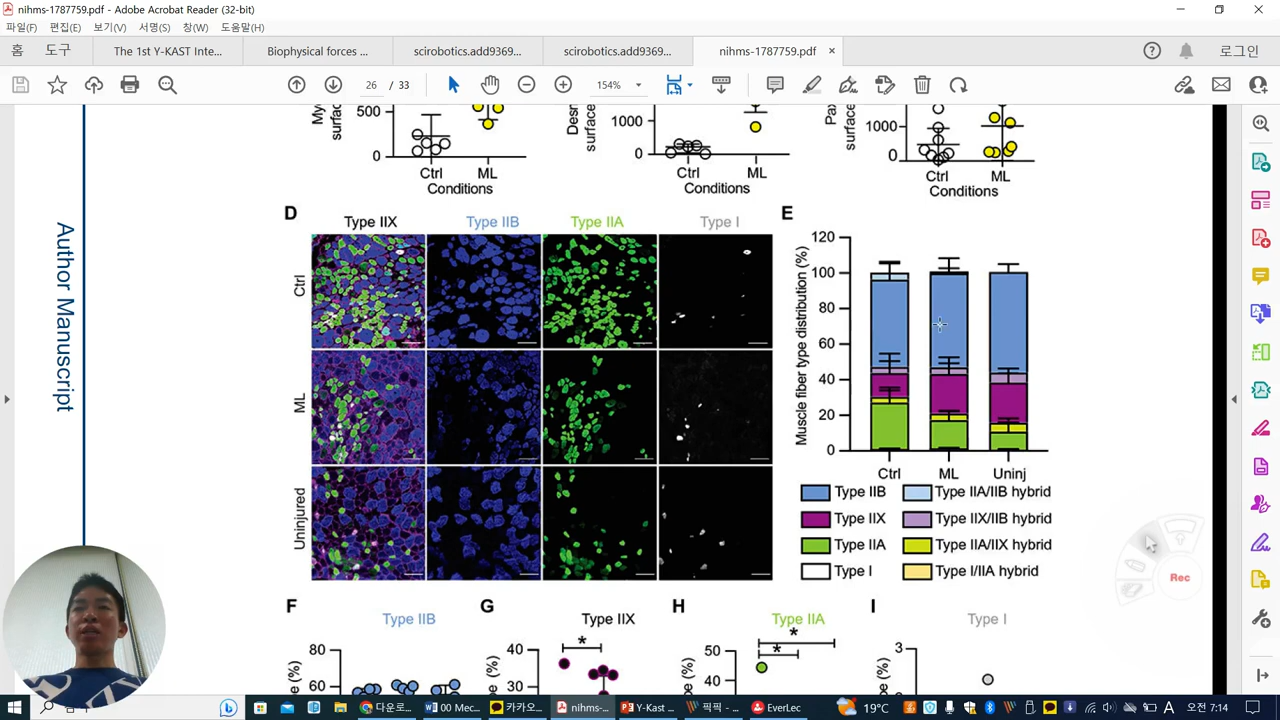 nihms-1787759.pdf - Adobe Acrobat Reader (32-bit)
파일(F) 편집(E) 보기(V) 서명(S) 창(W) 도움말(H)
홈 도구 The 1st Y-KAST Inte... Biophysical forces ... scirobotics.add9369... scirobotics.add9369... nihms-1787759.pdf × 로그인
26 / 33 154%
Author Manuscript
500
0
Ctrl ML
Conditions
surface
1000
0
Ctrl ML
Conditions
surface
1000
0
Ctrl ML
Conditions
D Type IIX Type IIB Type IIA Type I
Ctrl
ML
Uninjured
E
Muscle fiber type distribution (%)
120
100
80
60
40
20
0
Ctrl ML Uninj
Type IIB Type IIA/IIB hybrid
Type IIX Type IIX/IIB hybrid
Type IIA Type IIA/IIX hybrid
Type I Type I/IIA hybrid
F Type IIB G Type IIX H Type IIA I Type I
80
60
(%)
40
30
(%)
*
50
40
(%)
*
*
3
Rec
다운로... 00 Mec... 카카오... nihms-... Y-Kast ... 픽픽 - ... EverLec 19°C A 오전 7:14